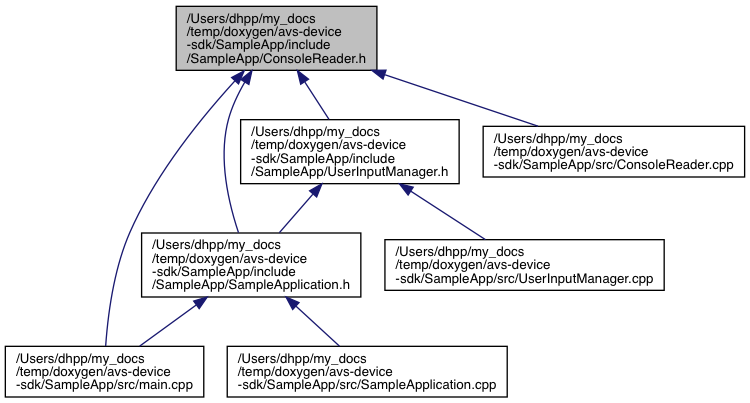 /Users/dhpp/my_docs
/temp/doxygen/avs-device
-sdk/SampleApp/include
/SampleApp/ConsoleReader.h
/Users/dhpp/my_docs
/temp/doxygen/avs-device
-sdk/SampleApp/include
/SampleApp/UserInputManager.h
/Users/dhpp/my_docs
/temp/doxygen/avs-device
-sdk/SampleApp/src/ConsoleReader.cpp
/Users/dhpp/my_docs
/temp/doxygen/avs-device
-sdk/SampleApp/include
/SampleApp/SampleApplication.h
/Users/dhpp/my_docs
/temp/doxygen/avs-device
-sdk/SampleApp/src/UserInputManager.cpp
/Users/dhpp/my_docs
/temp/doxygen/avs-device
-sdk/SampleApp/src/main.cpp
/Users/dhpp/my_docs
/temp/doxygen/avs-device
-sdk/SampleApp/src/SampleApplication.cpp